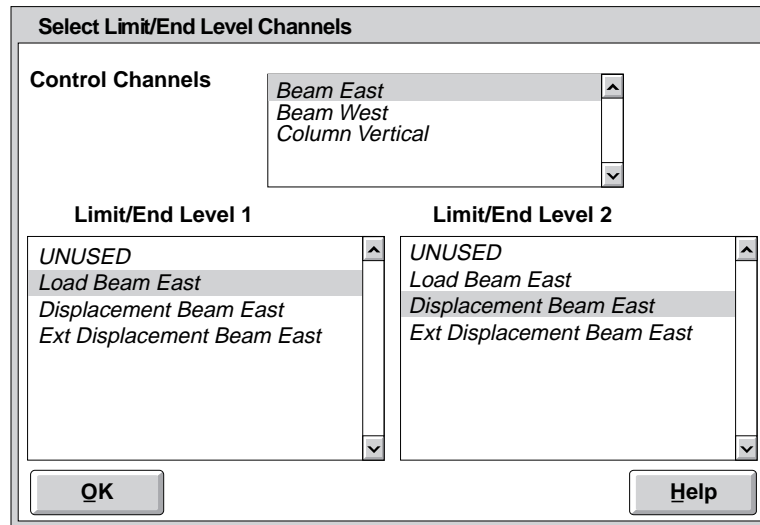 Select Limit/End Level Channels
Control Channels
Beam East
Beam West
Column Vertical
Limit/End Level 1
UNUSED
Load Beam East
Displacement Beam East
Ext Displacement Beam East
Limit/End Level 2
UNUSED
Load Beam East
Displacement Beam East
Ext Displacement Beam East
OK
Help